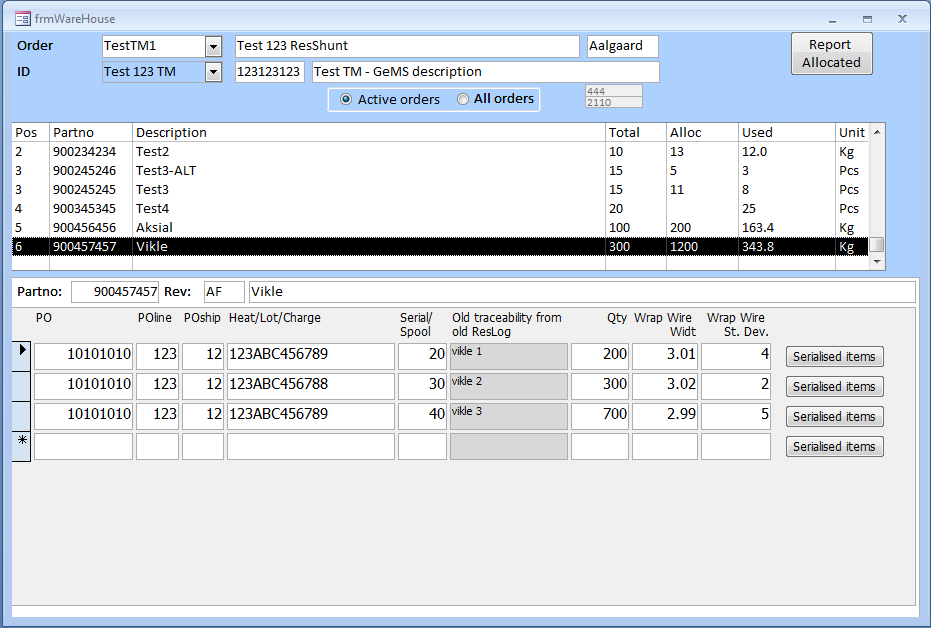 frmWareHouse
Order TestTM1 Test 123 ResShunt Aalgaard Report Allocated
ID Test 123 TM 123123123 Test TM - GeMS description
Active orders All orders 444
2110
Pos Partno Description Total Alloc Used Unit
2 900234234 Test2 10 13 12.0 Kg
3 900245246 Test3-ALT 15 5 3 Pcs
3 900245245 Test3 15 11 8 Pcs
4 900345345 Test4 20 25 Pcs
5 900456456 Aksial 100 200 163.4 Kg
6 900457457 Vikle 300 1200 343.8 Kg
Partno: 900457457 Rev: AF Vikle
PO POline POship Heat/Lot/Charge Serial/ Old traceability from Qty Wrap Wire Wrap Wire
Spool old ResLog Widt St. Dev.
10101010 123 12 123ABC456789 20 vikle 1 200 3.01 4 Serialised items
10101010 123 12 123ABC456788 30 vikle 2 300 3.02 2 Serialised items
10101010 123 12 123ABC456789 40 vikle 3 700 2.99 5 Serialised items
* Serialised items